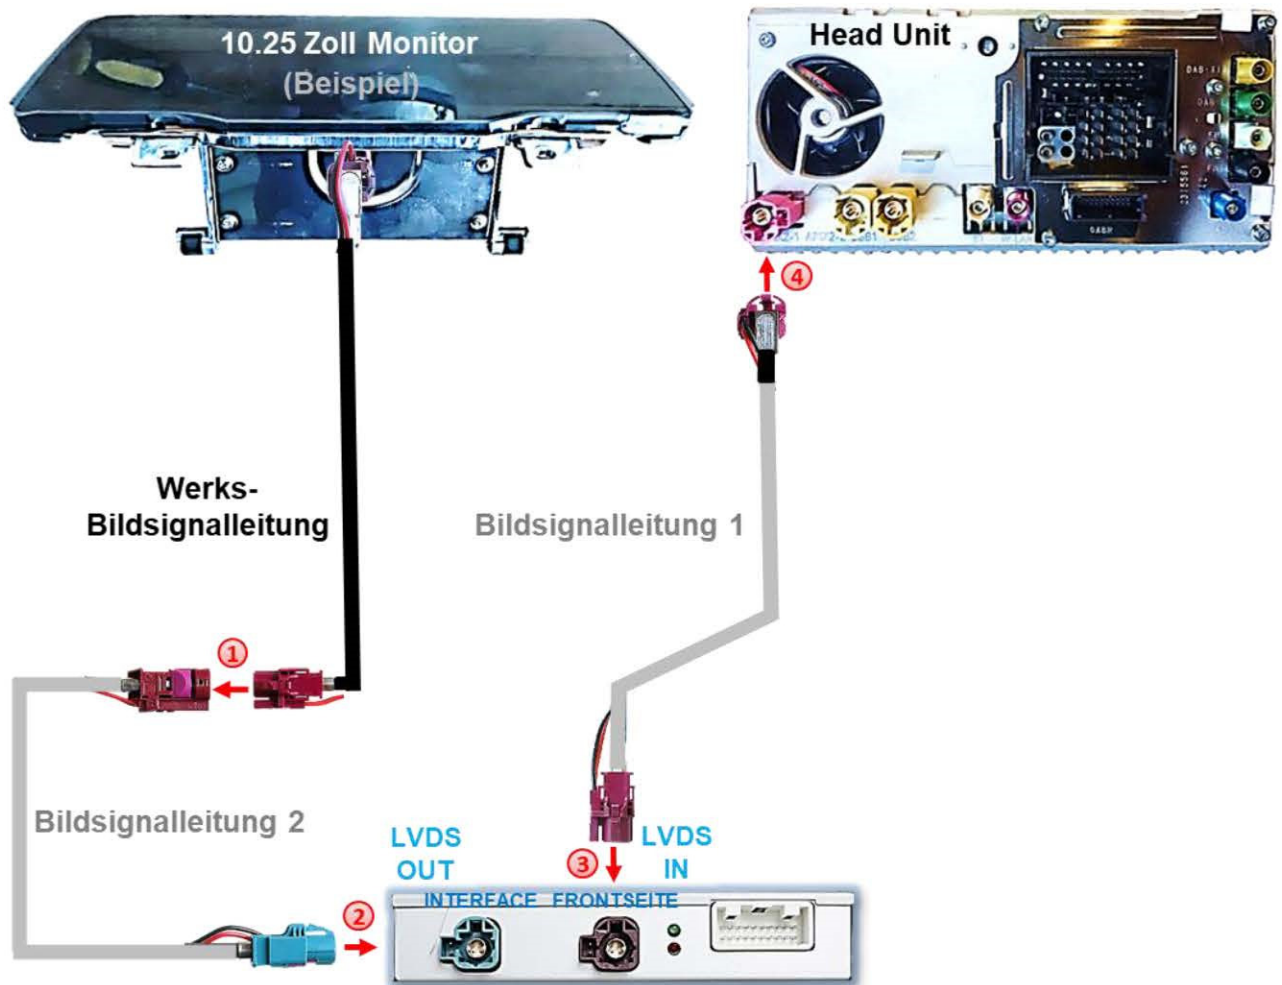 10.25 Zoll Monitor
(Beispiel)
Head Unit
DAB
4
Werks-
Bildsignalleitung
Bildsignalleitung 1
1
Bildsignalleitung 2
LVDS
OUT
3
LVDS
IN
INTERFACE FRONTSEITE
2